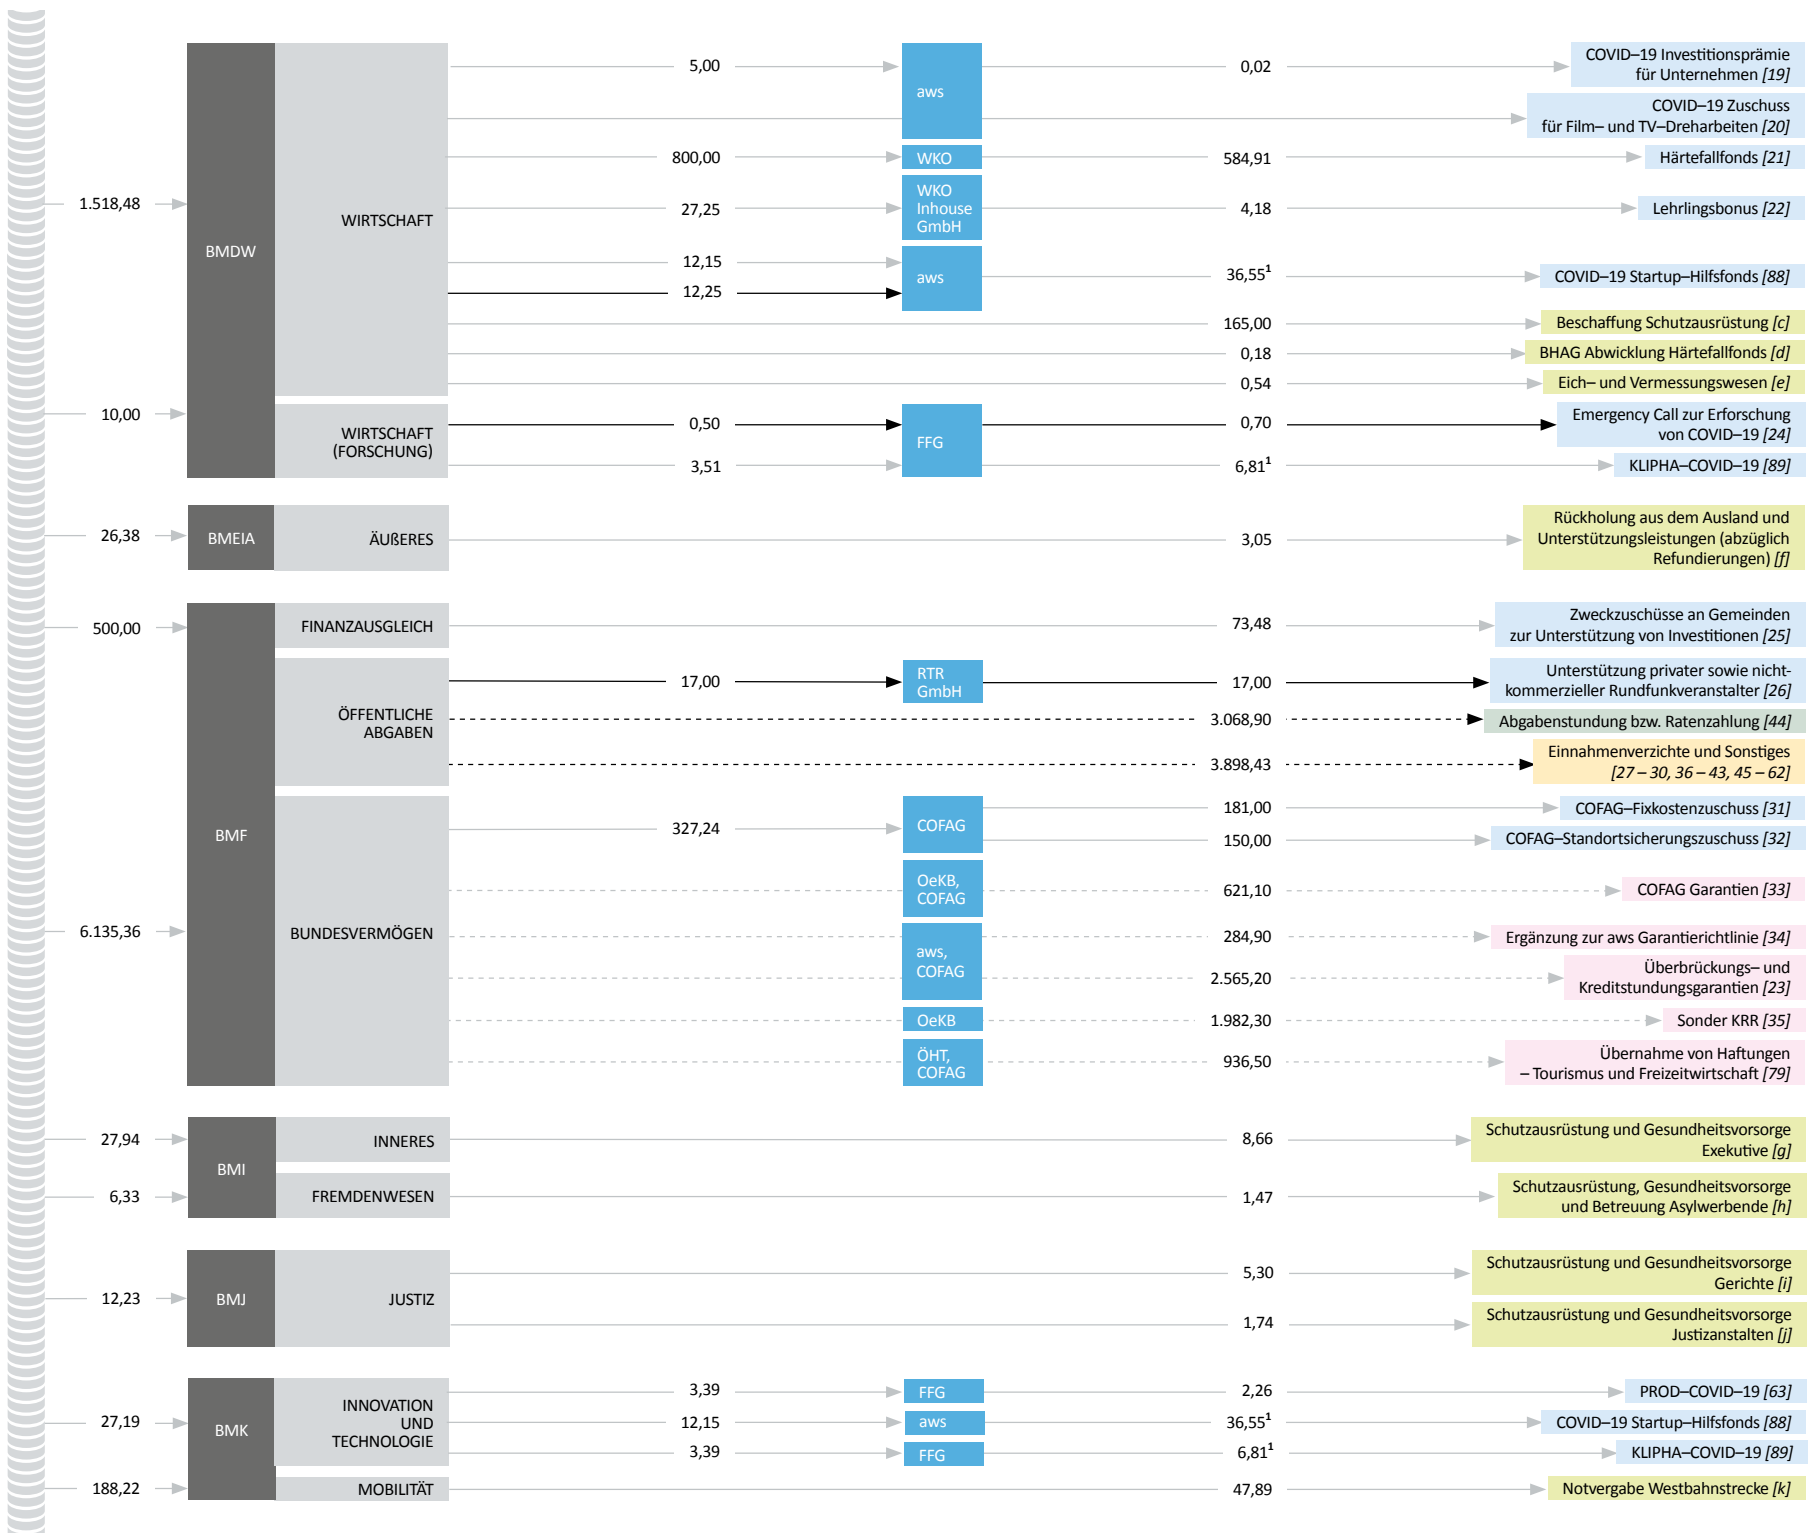 5,00
aws
0,02
COVID–19 Investitionsprämie
für Unternehmen [19]
COVID–19 Zuschuss
für Film– und TV–Dreharbeiten [20]
800,00
WKO
584,91
Härtefallfonds [21]
1.518,48
BMDW
WIRTSCHAFT
27,25
WKO
Inhouse
GmbH
4,18
Lehrlingsbonus [22]
12,15
12,25
aws
36,55¹
COVID–19 Startup–Hilfsfonds [88]
165,00
Beschaffung Schutzausrüstung [c]
0,18
BHAG Abwicklung Härtefallfonds [d]
0,54
Eich– und Vermessungswesen [e]
10,00
WIRTSCHAFT
(FORSCHUNG)
0,50
FFG
0,70
Emergency Call zur Erforschung
von COVID–19 [24]
3,51
6,81¹
KLIPHA–COVID–19 [89]
26,38
BMEIA
ÄUßERES
3,05
Rückholung aus dem Ausland und
Unterstützungsleistungen (abzüglich
Refundierungen) [f]
500,00
BMF
FINANZAUSGLEICH
73,48
Zweckzuschüsse an Gemeinden
zur Unterstützung von Investitionen [25]
ÖFFENTLICHE
ABGABEN
17,00
RTR
GmbH
17,00
Unterstützung privater sowie nicht-
kommerzieller Rundfunkveranstalter [26]
3.068,90
Abgabenstundung bzw. Ratenzahlung [44]
3.898,43
Einnahmenverzichte und Sonstiges
[27 – 30, 36 – 43, 45 – 62]
6.135,36
BUNDESVERMÖGEN
327,24
COFAG
181,00
COFAG–Fixkostenzuschuss [31]
150,00
COFAG–Standortsicherungszuschuss [32]
OeKB,
COFAG
621,10
COFAG Garantien [33]
aws,
COFAG
284,90
Ergänzung zur aws Garantierichtlinie [34]
2.565,20
Überbrückungs– und
Kreditstundungsgarantien [23]
OeKB
1.982,30
Sonder KRR [35]
ÖHT,
COFAG
936,50
Übernahme von Haftungen
– Tourismus und Freizeitwirtschaft [79]
27,94
BMI
INNERES
8,66
Schutzausrüstung und Gesundheitsvorsorge
Exekutive [g]
6,33
FREMDENWESEN
1,47
Schutzausrüstung, Gesundheitsvorsorge
und Betreuung Asylwerbende [h]
12,23
BMJ
JUSTIZ
5,30
Schutzausrüstung und Gesundheitsvorsorge
Gerichte [i]
1,74
Schutzausrüstung und Gesundheitsvorsorge
Justizanstalten [j]
27,19
BMK
INNOVATION
UND
TECHNOLOGIE
3,39
FFG
2,26
PROD–COVID–19 [63]
12,15
aws
36,55¹
COVID–19 Startup–Hilfsfonds [88]
3,39
FFG
6,81¹
KLIPHA–COVID–19 [89]
188,22
MOBILITÄT
47,89
Notvergabe Westbahnstrecke [k]